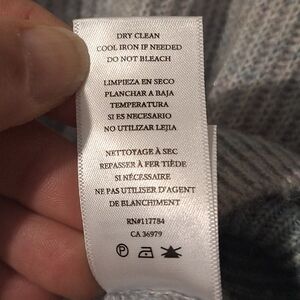 DRY CLEAN
COOL IRON IF NEEDED
DO NOT BLEACH
LIMPIEZA EN SECO
PLANCHAR A BAJA
TEMPERATURA
SI ES NECESARIO
NO UTILIZAR LEJIA
NETTOYAGE À SEC
REPASSER À FER TIÈDE
SI NÉCESSAIRE
NE PAS UTILISER D'AGENT
DE BLANCHIMENT
RN#117784
CA 36979
P